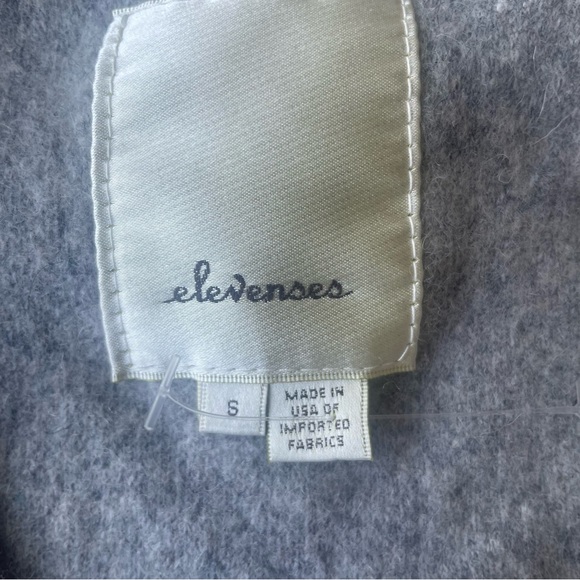 elevenses
S
MADE IN
USA OF
IMPORTED
FABRICS